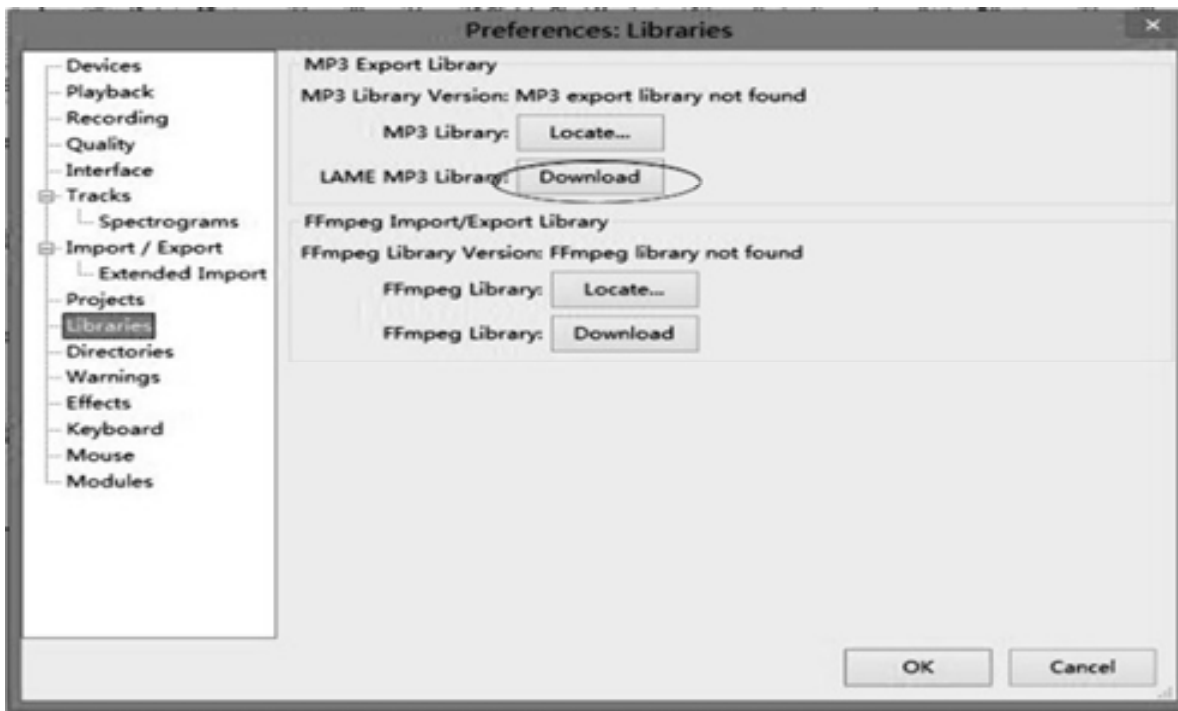 Preferences: Libraries
Devices
Playback
Recording
Quality
Interface
Tracks
Spectrograms
Import / Export
Extended Import
Projects
Libraries
Directories
Warnings
Effects
Keyboard
Mouse
Modules
MP3 Export Library
MP3 Library Version: MP3 export library not found
MP3 Library: Locate...
LAME MP3 Library: Download
FFmpeg Import/Export Library
FFmpeg Library Version: FFmpeg library not found
FFmpeg Library: Locate...
FFmpeg Library: Download
OK Cancel